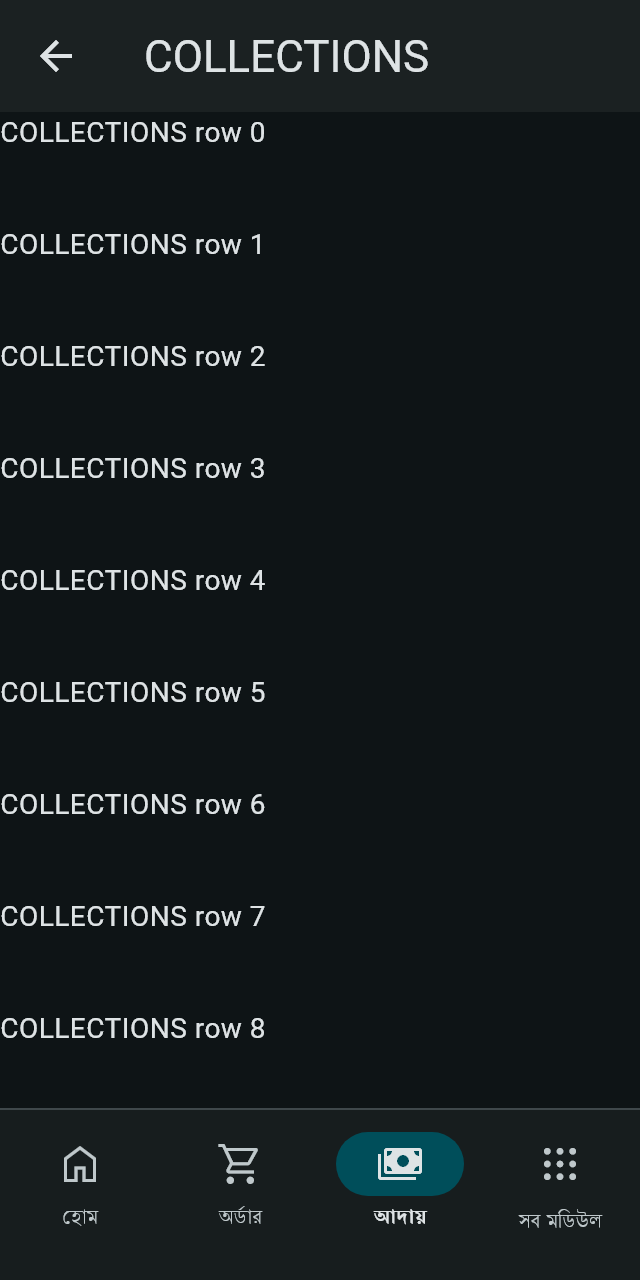 COLLECTIONS
COLLECTIONS row 0
COLLECTIONS row 1
COLLECTIONS row 2
COLLECTIONS row 3
COLLECTIONS row 4
COLLECTIONS row 5
COLLECTIONS row 6
COLLECTIONS row 7
COLLECTIONS row 8
হোম
অর্ডার
আদায়
সব মডিউল